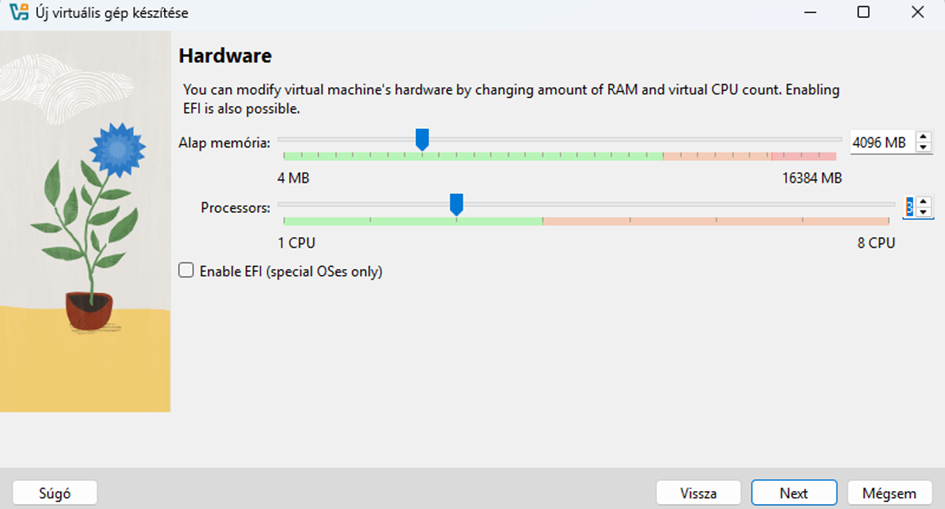 Új virtuális gép készítése
Hardware
You can modify virtual machine's hardware by changing amount of RAM and virtual CPU count. Enabling
EFI is also possible.
Alap memória: 4096 MB
4 MB 16384 MB
Processors: 3
1 CPU 8 CPU
Enable EFI (special OSes only)
Súgó Vissza Next Mégsem